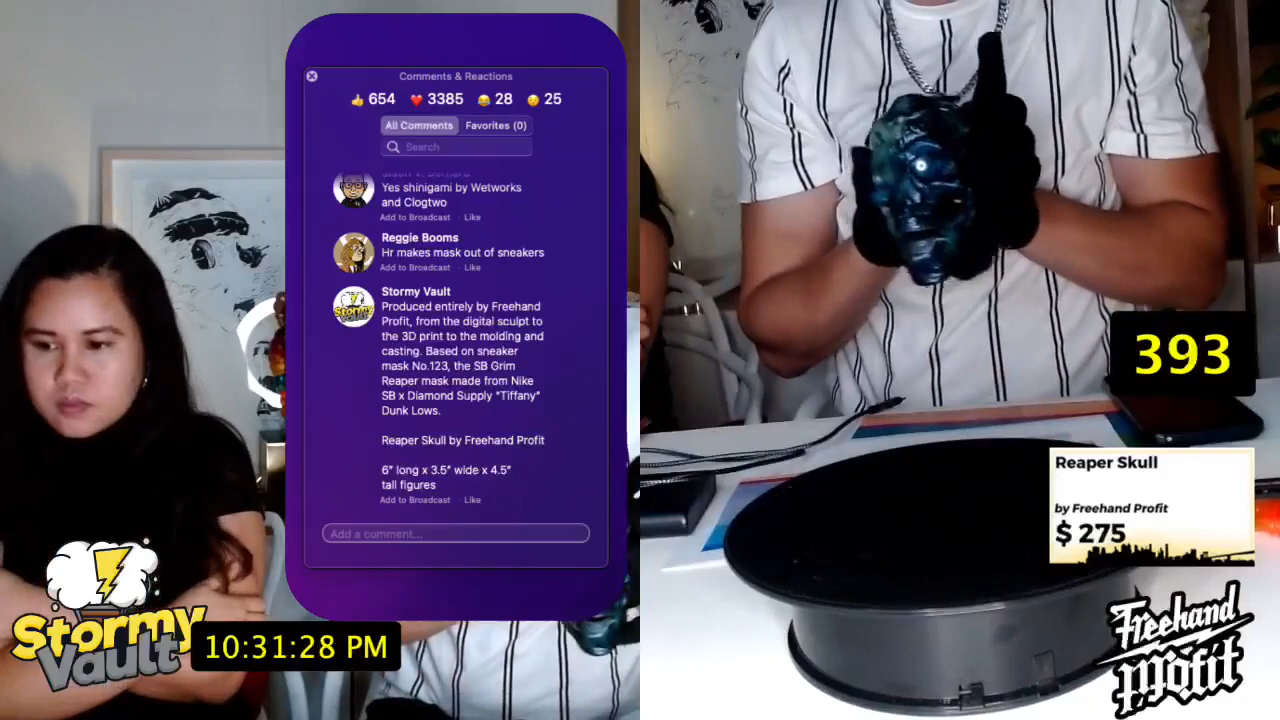 Comments & Reactions
654 3385 28 25
All Comments Favorites (0)
Search
Yes shinigami by Wetworks
and Clogtwo
Add to Broadcast · Like
Reggie Booms
Hr makes mask out of sneakers
Add to Broadcast · Like
Stormy Vault
Produced entirely by Freehand
Profit, from the digital sculpt to
the 3D print to the molding and
casting. Based on sneaker
mask No.123, the SB Grim
Reaper mask made from Nike
SB x Diamond Supply "Tiffany"
Dunk Lows.
Reaper Skull by Freehand Profit
6” long x 3.5” wide x 4.5”
tall figures
Add to Broadcast · Like
Add a comment...
Stormy
Vault
10:31:28 PM
393
Reaper Skull
by Freehand Profit
$ 275
Freehand
Profit